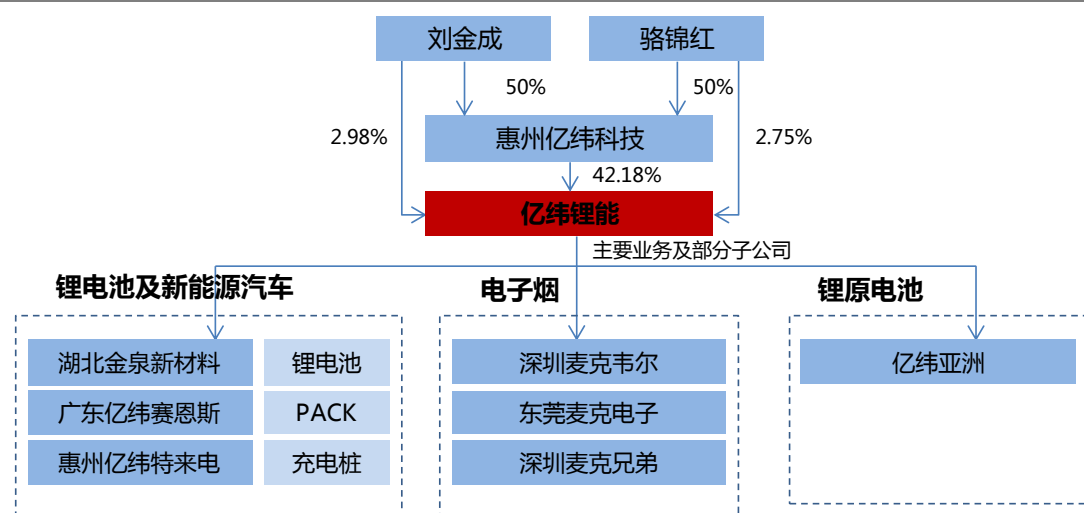 刘金成
骆锦红
50%
50%
2.98%
惠州亿纬科技
2.75%
42.18%
亿纬锂能
主要业务及部分子公司
锂电池及新能源汽车
电子烟
锂原电池
湖北金泉新材料
锂电池
深圳麦克韦尔
亿纬亚洲
广东亿纬赛恩斯
PACK
东莞麦克电子
惠州亿纬特来电
充电桩
深圳麦克兄弟